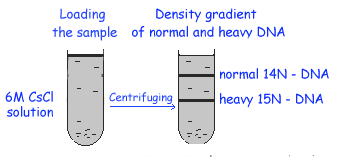 Loading
the sample
Density gradient
of normal and heavy DNA
normal 14N - DNA
6M CsCl
solution
Centrifuging
heavy 15N - DNA